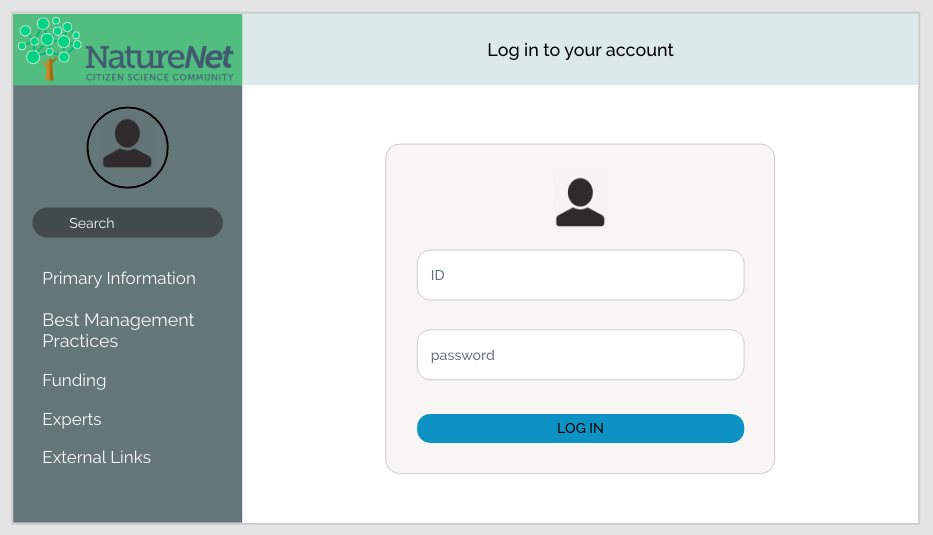 NatureNet
CITIZEN SCIENCE COMMUNITY
Log in to your account
Search
Primary Information
Best Management
Practices
Funding
Experts
External Links
ID
password
LOG IN